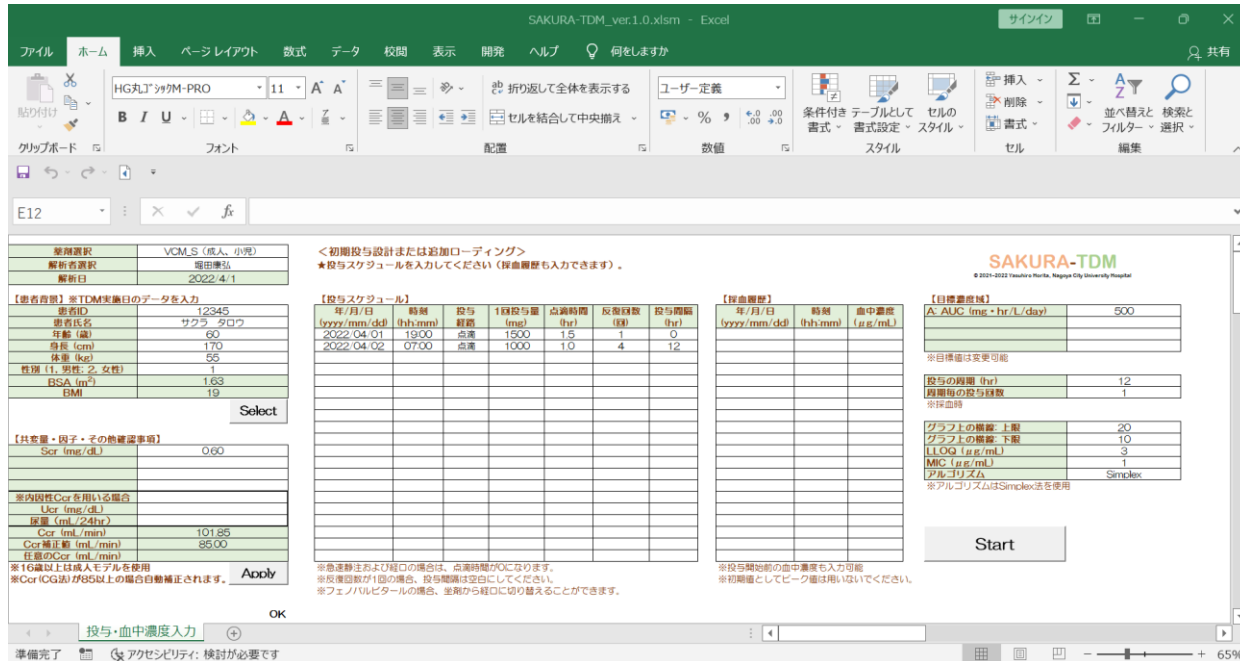 SAKURA-TDM_ver.1.0.xlsm - Excel
サインイン
ファイル ホーム 挿入 ページ レイアウト 数式 データ 校閲 表示 開発 ヘルプ 何をしますか 共有
貼り付け
HG丸ｺﾞｼｯｸM-PRO 11
B I U
折り返して全体を表示する
セルを結合して中央揃え
ユーザー定義
条件付き書式 テーブルとして書式設定 セルのスタイル
挿入
削除
書式
並べ替えとフィルター 検索と選択
クリップボード フォント 配置 数値 スタイル セル 編集
E12 fx
薬剤選択 VCM_S（成人、小児）
解析者選択 堀田康弘
解析日 2022/4/1
【患者背景】※TDM実施日のデータを入力
患者ID 12345
患者氏名 サクラ タロウ
年齢 (歳) 60
身長 (cm) 170
体重 (kg) 55
性別 (1, 男性; 2, 女性) 1
BSA (m²) 1.63
BMI 19
Select
【共変量・因子・その他確認事項】
Scr (mg/dL) 0.60
※内因性Ccrを用いる場合
Ucr (mg/dL)
尿量 (mL/24hr)
Ccr (mL/min) 101.85
Ccr補正値 (mL/min) 85.00
任意のCcr (mL/min)
※16歳以上は成人モデルを使用
※Ccr(CG法)が85以上の場合自動補正されます。
Apply
OK
＜初期投与設計または追加ローディング＞
★投与スケジュールを入力してください（採血履歴も入力できます）。
【投与スケジュール】
年/月/日 (yyyy/mm/dd) 時刻 (hh:mm) 投与経路 1回投与量 (mg) 点滴時間 (hr) 反復回数 (回) 投与間隔 (hr)
2022/04/01 19:00 点滴 1500 1.5 1 0
2022/04/02 07:00 点滴 1000 1.0 4 12
※急速静注および経口の場合は、点滴時間が0になります。
※反復回数が1回の場合、投与間隔は空白にしてください。
※フェノバルビタールの場合、坐剤から経口に切り替えることができます。
【採血履歴】
年/月/日 (yyyy/mm/dd) 時刻 (hh:mm) 血中濃度 (μg/mL)
※投与開始前の血中濃度も入力可能
※初期値としてピーク値は用いないでください。
SAKURA-TDM
© 2021-2022 Yasuhiro Horita, Nagoya City University Hospital
【目標濃度域】
A: AUC (mg・hr/L/day) 500
※目標値は変更可能
投与の周期 (hr) 12
周期毎の投与回数 1
※採血時
グラフ上の横線: 上限 20
グラフ上の横線: 下限 10
LLOQ (μg/mL) 3
MIC (μg/mL) 1
アルゴリズム Simplex
※アルゴリズムはSimplex法を使用
Start
投与・血中濃度入力
準備完了 アクセシビリティ: 検討が必要です 65%